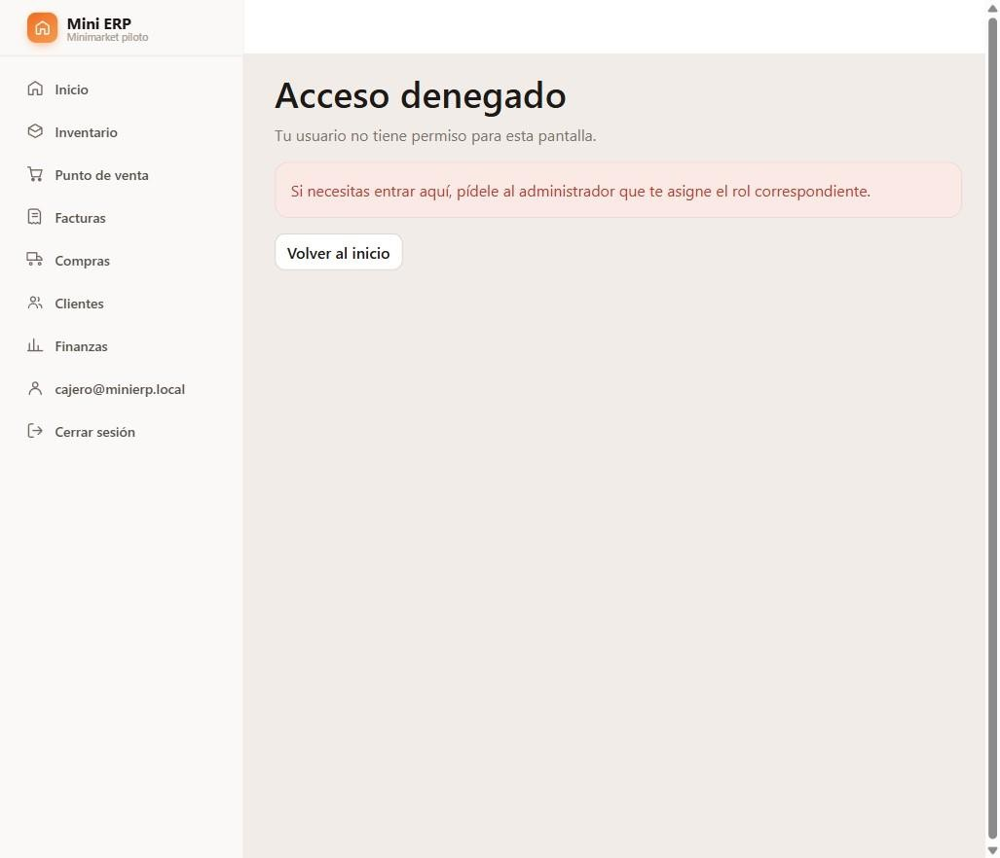 Mini ERP
Minimarket piloto
Inicio
Inventario
Punto de venta
Facturas
Compras
Clientes
Finanzas
cajero@minierp.local
Cerrar sesión
Acceso denegado
Tu usuario no tiene permiso para esta pantalla.
Si necesitas entrar aquí, pídele al administrador que te asigne el rol correspondiente.
Volver al inicio